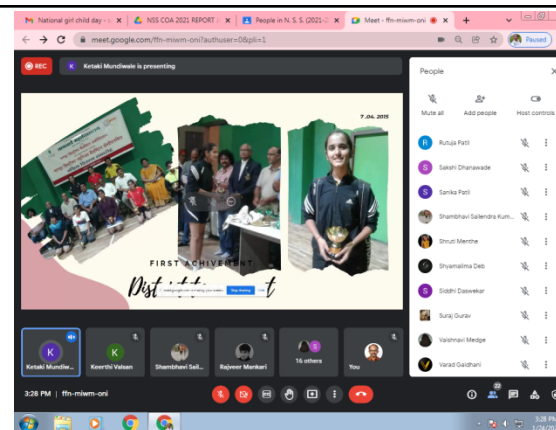 National girl child day -
NSS COA 2021 REPORT
People in N. S. S. (2021-2
Meet - ffn-miwm-oni
meet.google.com/ffn-miwm-oni?authuser=0&pli=1
Paused
REC
K
Ketaki Mundiwale is presenting
7.04.2015
FIRST ACHIVEMENT
Stop sharing
People
Mute all
Add people
Host controls
R
Rutuja Patil
S
Sakshi Dhanawade
S
Sanika Patil
Shambhavi Sailendra Kum...
Shruti Menthe
Shyamalima Deb
S
Siddhi Daswekar
Suraj Gurav
Vaishnavi Medge
Varad Gaidhani
K
Ketaki Mundiw...
K
Keerthi Valsan
Shambhavi Sail...
Rajveer Mankari
A
S
16 others
You
3:28 PM | ffn-miwm-oni
22
3:28 PM